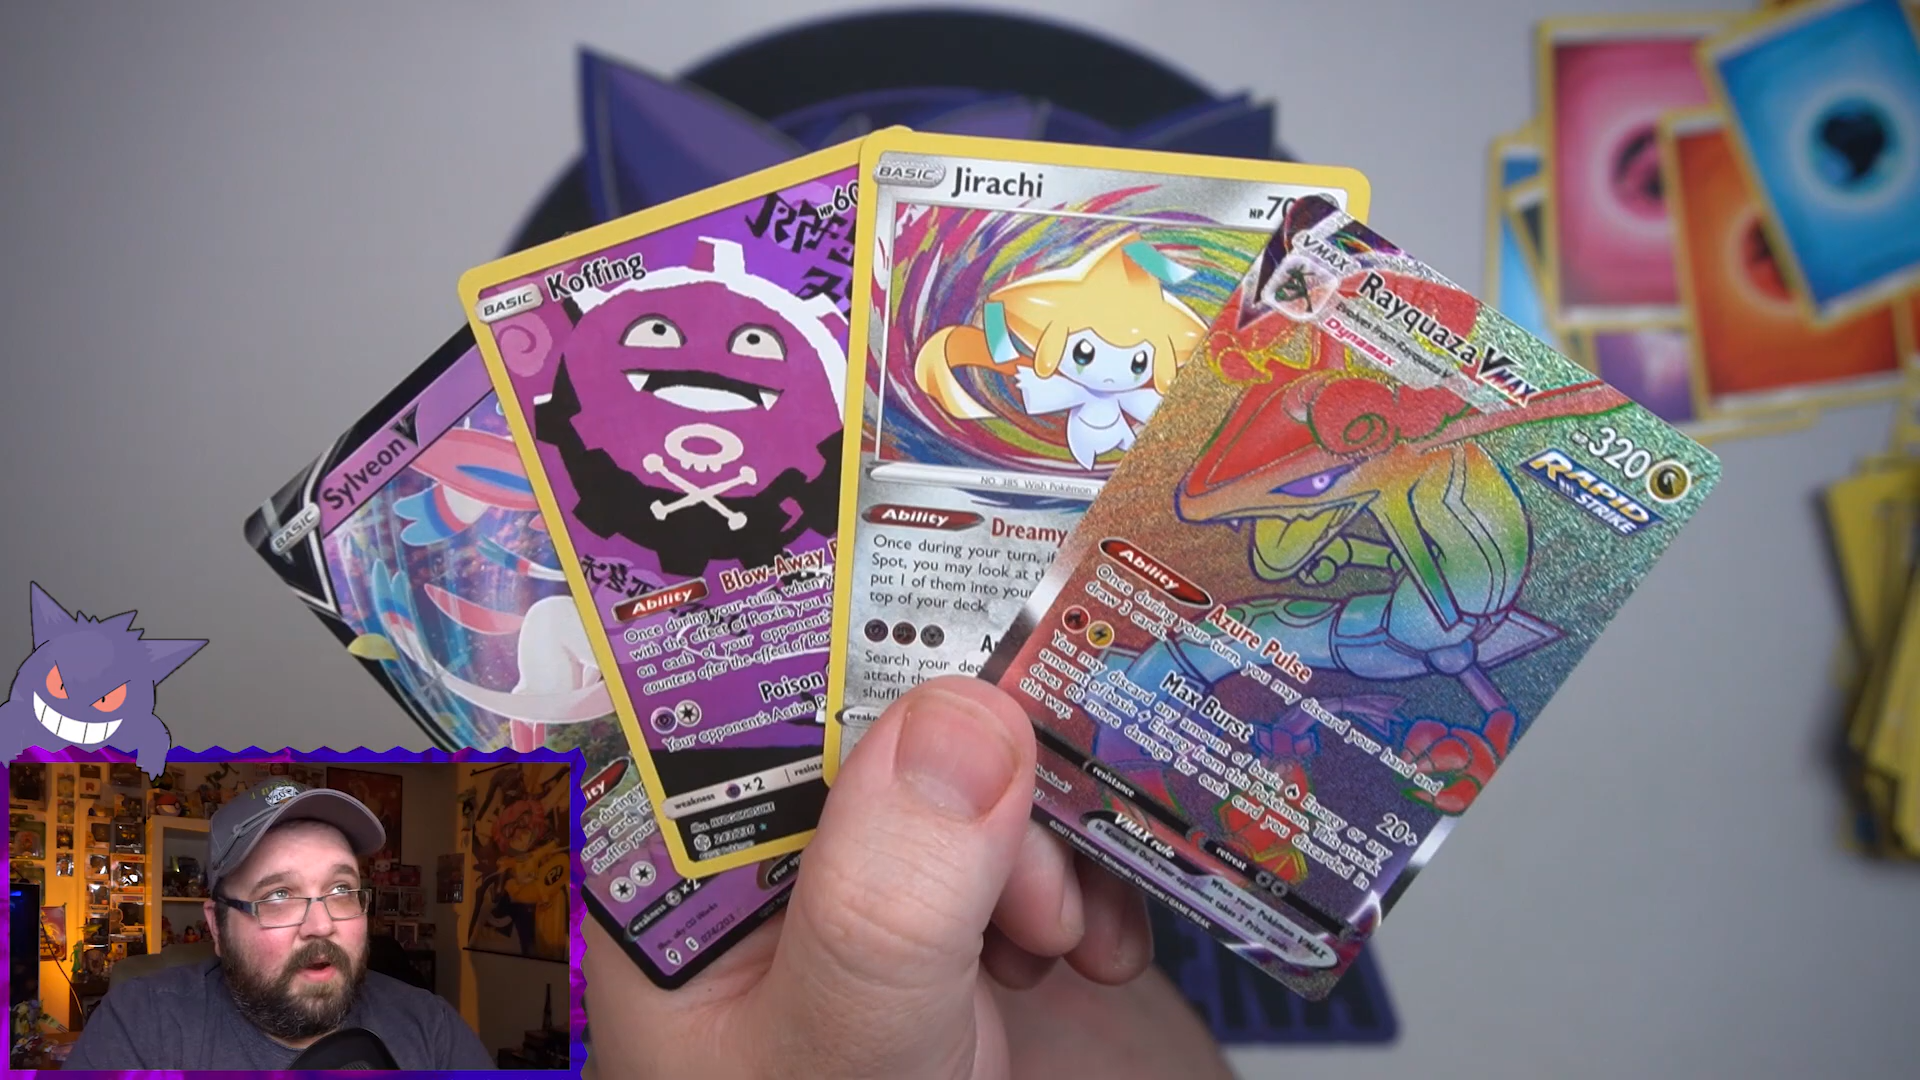 BASIC
Sylveon V
074/203
BASIC
Koffing
HP 60
Ability
Blow-Away
Once during your turn, when
with the effect of Roxie, you
on each of your opponent's
counters after the effect of Rox
Poison
Your opponent's Active
weakness
×2
243/236
BASIC
Jirachi
HP 70
NO. 385 Wish Pokémon
Ability
Dreamy
Once during your turn, if
Spot, you may look at
put 1 of them into your
top of your deck.
Search your dec
attach the
shuffl
VMAX
Rayquaza VMAX
Evolves from Rayquaza V
Dynamax
HP 320
RAPID
STRIKE
Ability
Azure Pulse
Once during your turn, you may discard your hand and
draw 3 cards.
Max Burst
20+
You may discard any amount of basic Energy or any
amount of basic Energy from this Pokémon. This attack
does 80 more damage for each card you discarded in
this way.
resistance
retreat
VMAX rule
When your Pokémon VMAX
is Knocked Out, your opponent takes 3 Prize cards.
©2021 Pokémon/Nintendo/Creatures/GAME FREAK
weakness ×2